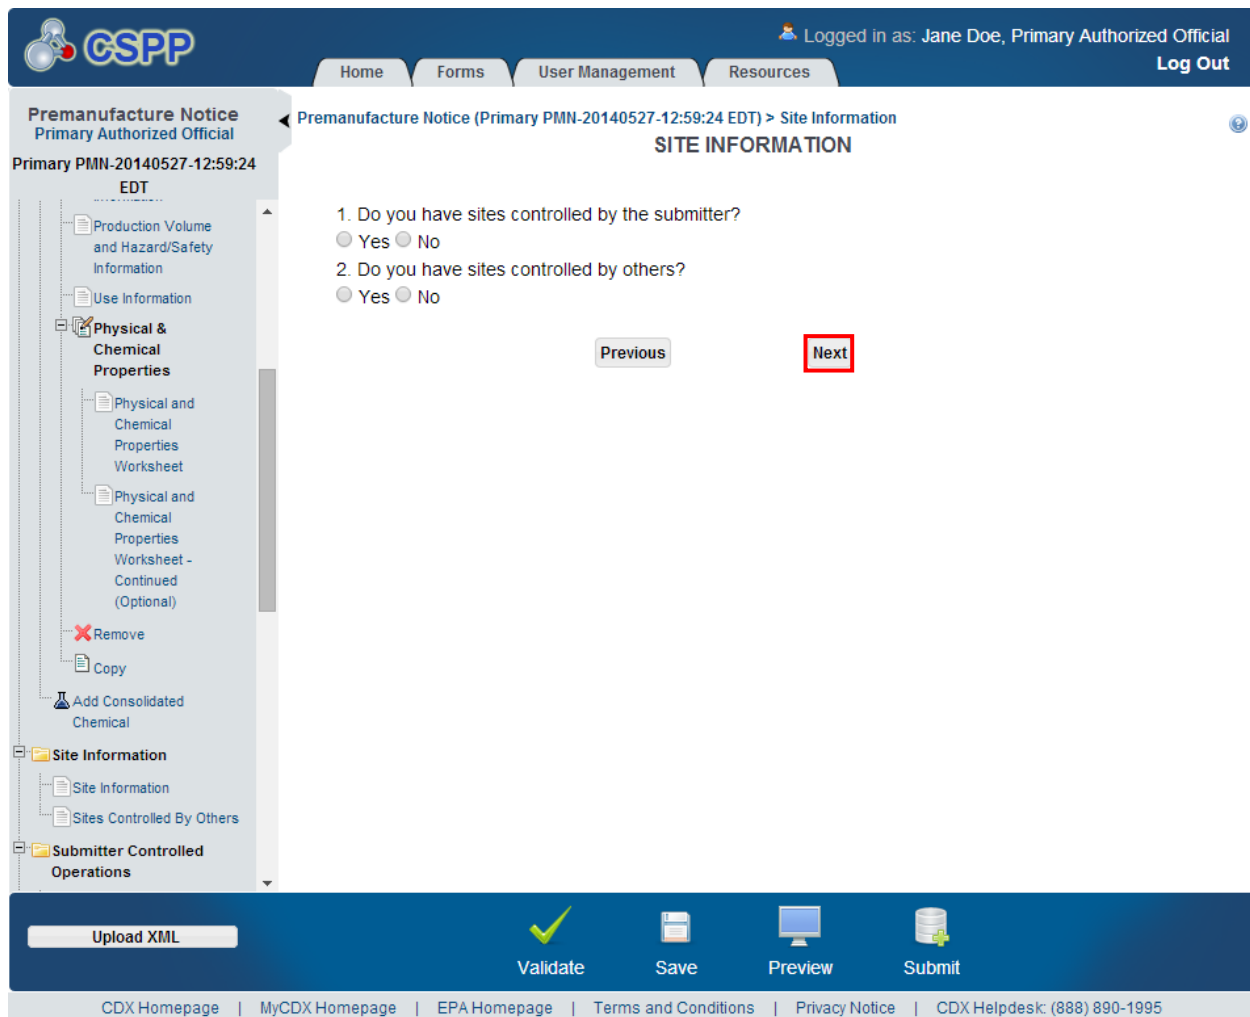 CSPP
Logged in as: Jane Doe, Primary Authorized Official
Log Out
Home
Forms
User Management
Resources
Premanufacture Notice
Primary Authorized Official
Primary PMN-20140527-12:59:24
EDT
Production Volume
and Hazard/Safety
Information
Use Information
Physical &
Chemical
Properties
Physical and
Chemical
Properties
Worksheet
Physical and
Chemical
Properties
Worksheet -
Continued
(Optional)
Remove
Copy
Add Consolidated
Chemical
Site Information
Site Information
Sites Controlled By Others
Submitter Controlled
Operations
Premanufacture Notice (Primary PMN-20140527-12:59:24 EDT) > Site Information
SITE INFORMATION
1. Do you have sites controlled by the submitter?
Yes No
2. Do you have sites controlled by others?
Yes No
Previous
Next
Upload XML
Validate
Save
Preview
Submit
CDX Homepage | MyCDX Homepage | EPA Homepage | Terms and Conditions | Privacy Notice | CDX Helpdesk: (888) 890-1995